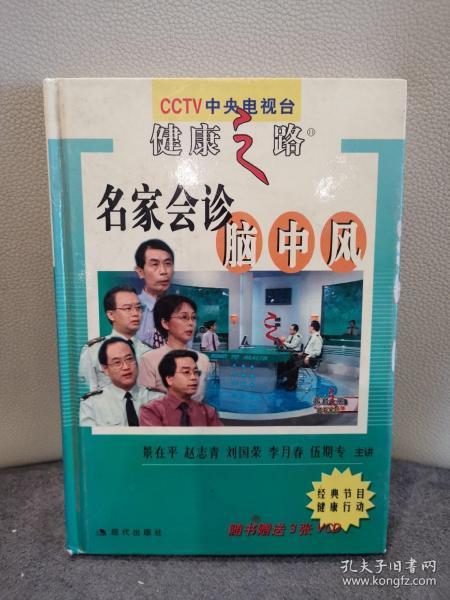 CCTV中央电视台
健康之路
名家会诊
脑中风
景在平 赵志青 刘国荣 李月春 伍期专 主讲
经典节目
健康行动
随书赠送3张VCD
现代出版社
孔夫子旧书网
www.kongfz.com